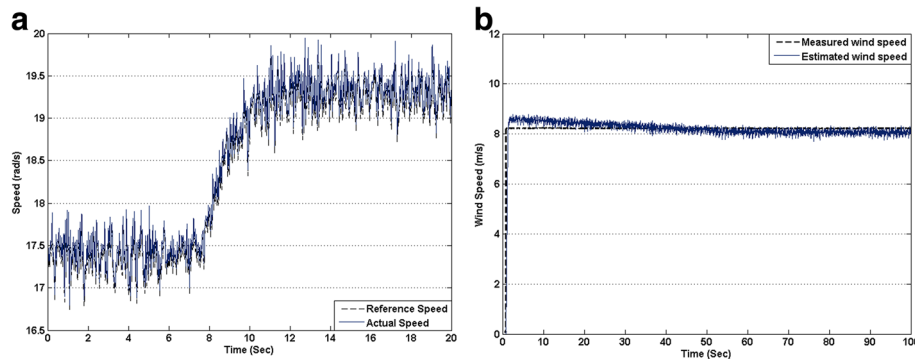 a
20
19.5
19
18.5
18
17.5
17
16.5
Speed (rad/s)
0 2 4 6 8 10 12 14 16 18 20
Time (Sec)
Reference Speed
Actual Speed
b
12
10
8
6
4
2
0
Wind Speed (m/s)
0 10 20 30 40 50 60 70 80 90 100
Time (Sec)
Measured wind speed
Estimated wind speed